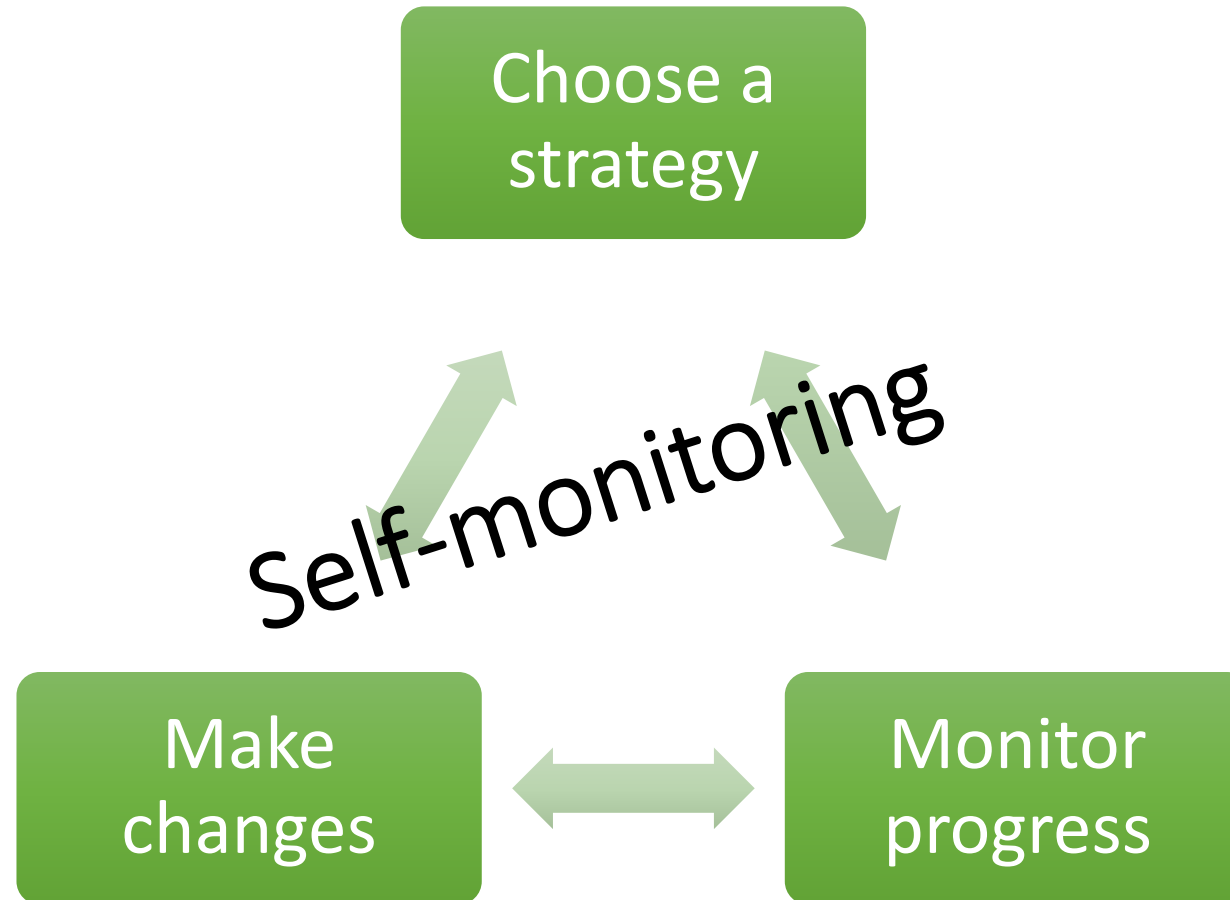 Choose a
strategy
Self-monitoring
Make
changes
Monitor
progress